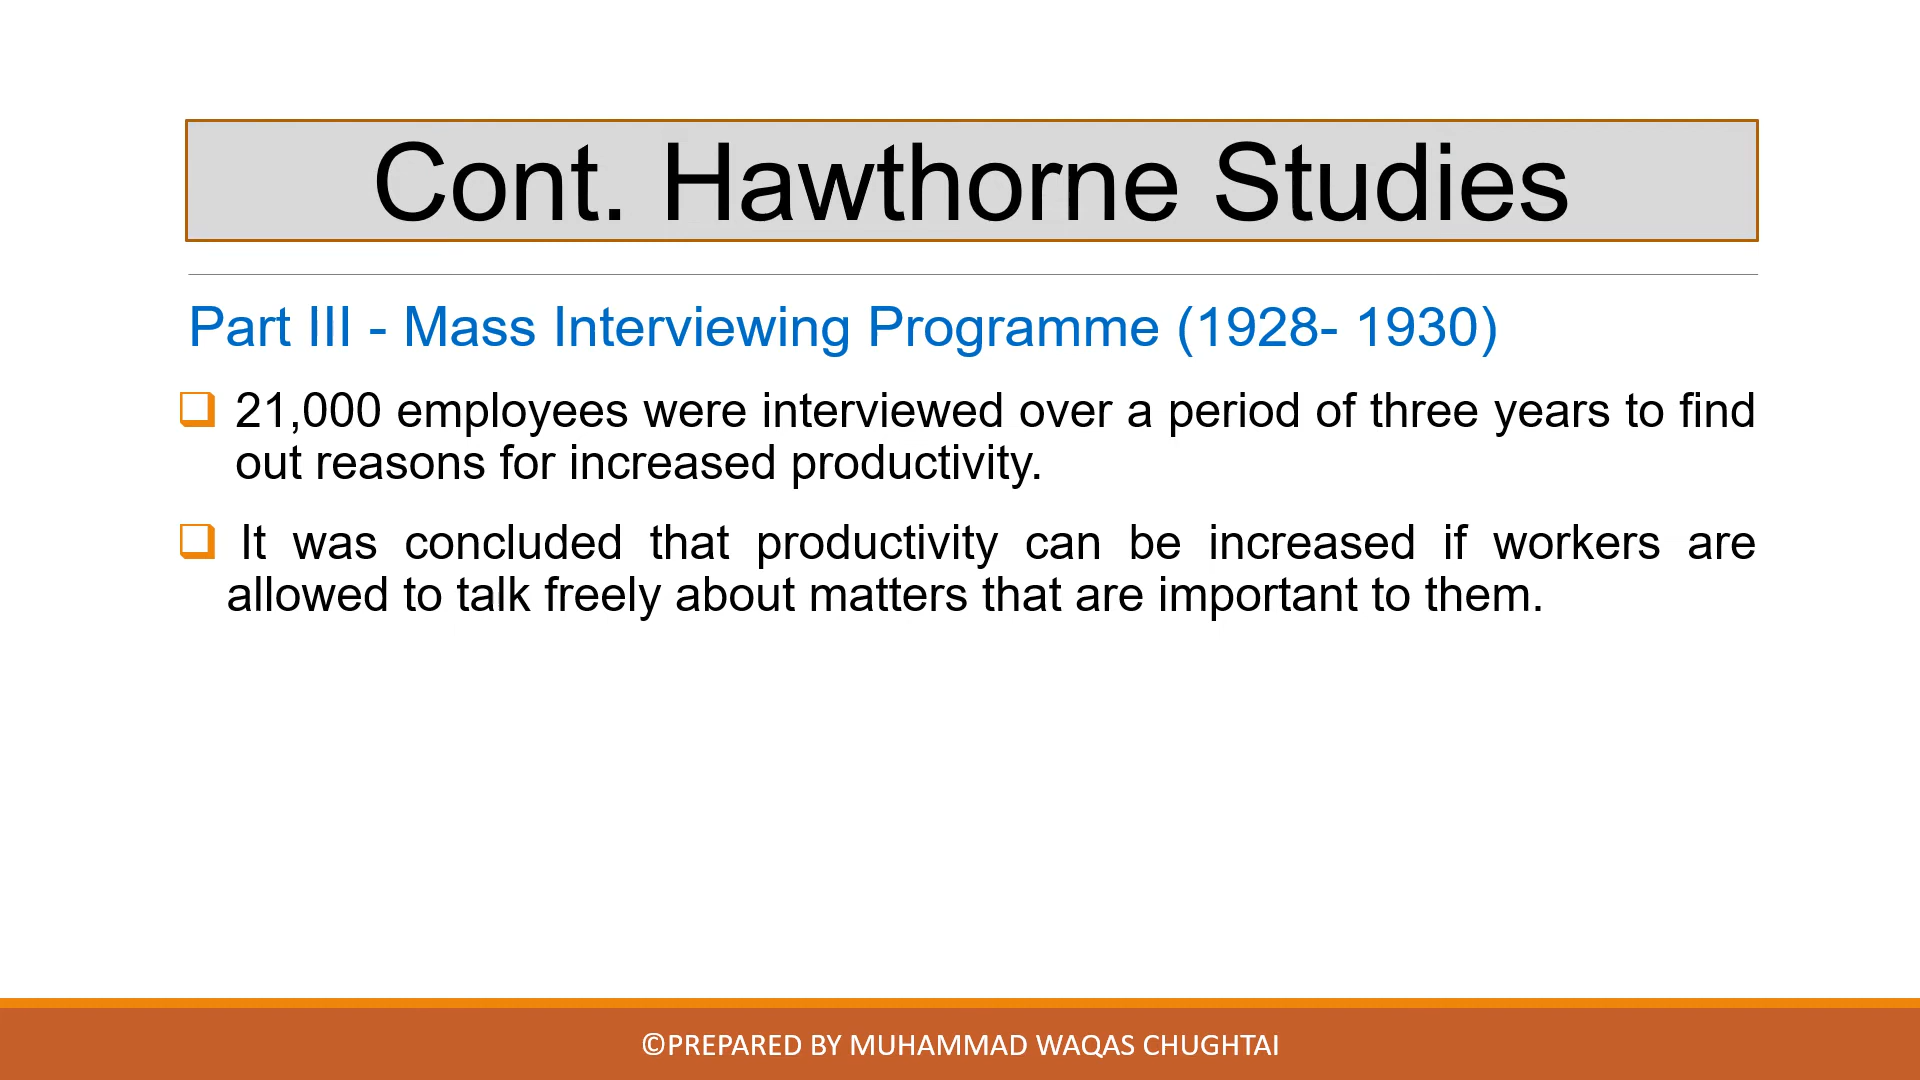 Cont. Hawthorne Studies
Part III - Mass Interviewing Programme (1928- 1930)
21,000 employees were interviewed over a period of three years to find
out reasons for increased productivity.
It was concluded that productivity can be increased if workers are
allowed to talk freely about matters that are important to them.
©PREPARED BY MUHAMMAD WAQAS CHUGHTAI